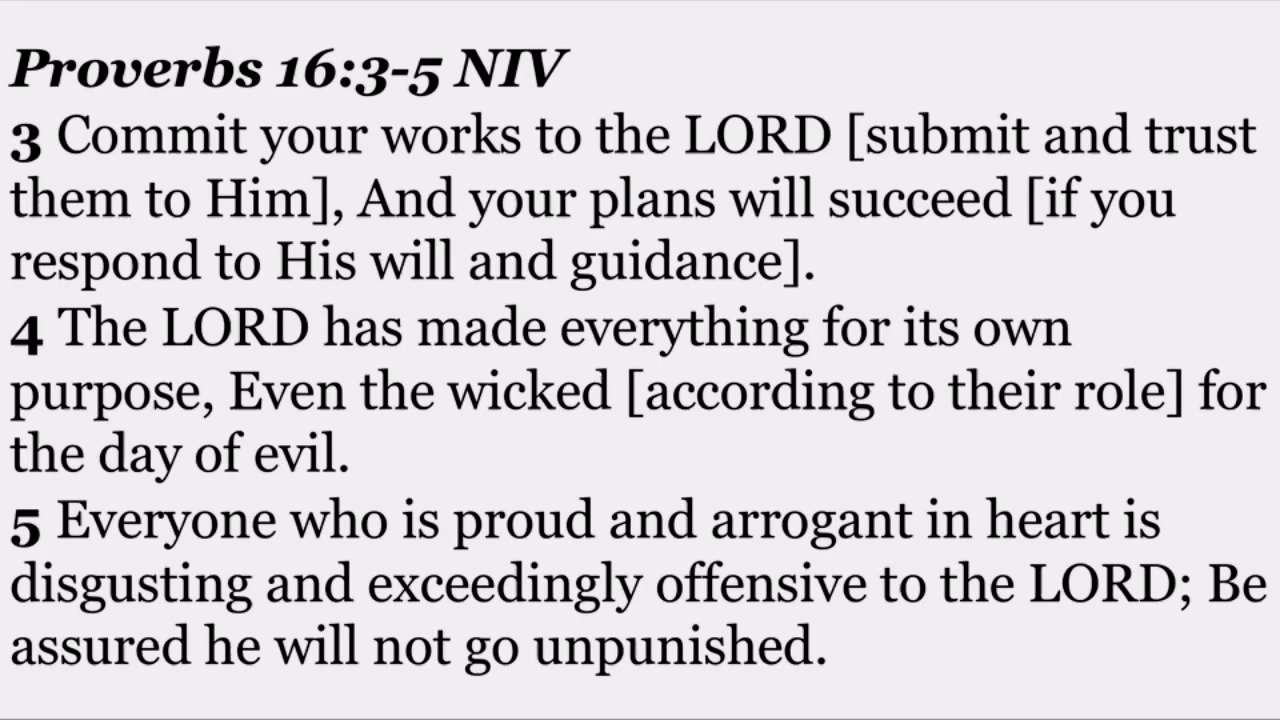 Proverbs 16:3-5 NIV
3 Commit your works to the LORD [submit and trust
them to Him], And your plans will succeed [if you
respond to His will and guidance].
4 The LORD has made everything for its own
purpose, Even the wicked [according to their role] for
the day of evil.
5 Everyone who is proud and arrogant in heart is
disgusting and exceedingly offensive to the LORD; Be
assured he will not go unpunished.